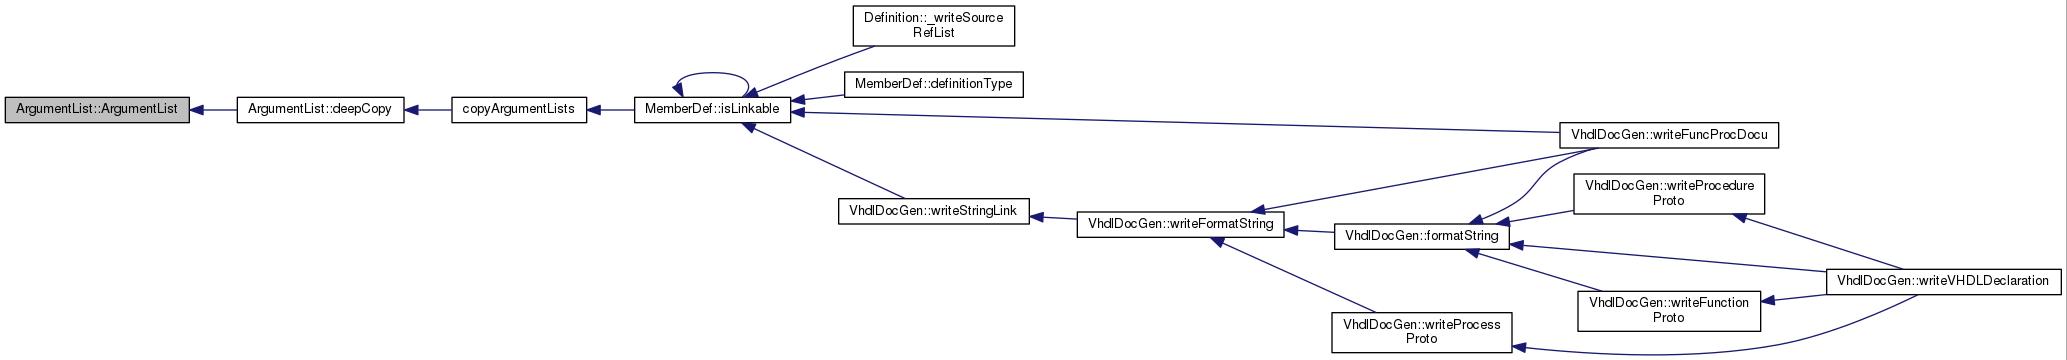 Definition::_writeSource
RefList
MemberDef::definitionType
ArgumentList::ArgumentList
ArgumentList::deepCopy
copyArgumentLists
MemberDef::isLinkable
VhdlDocGen::writeFuncProcDocu
VhdlDocGen::writeProcedure
Proto
VhdlDocGen::writeStringLink
VhdlDocGen::writeFormatString
VhdlDocGen::formatString
VhdlDocGen::writeVHDLDeclaration
VhdlDocGen::writeFunction
Proto
VhdlDocGen::writeProcess
Proto